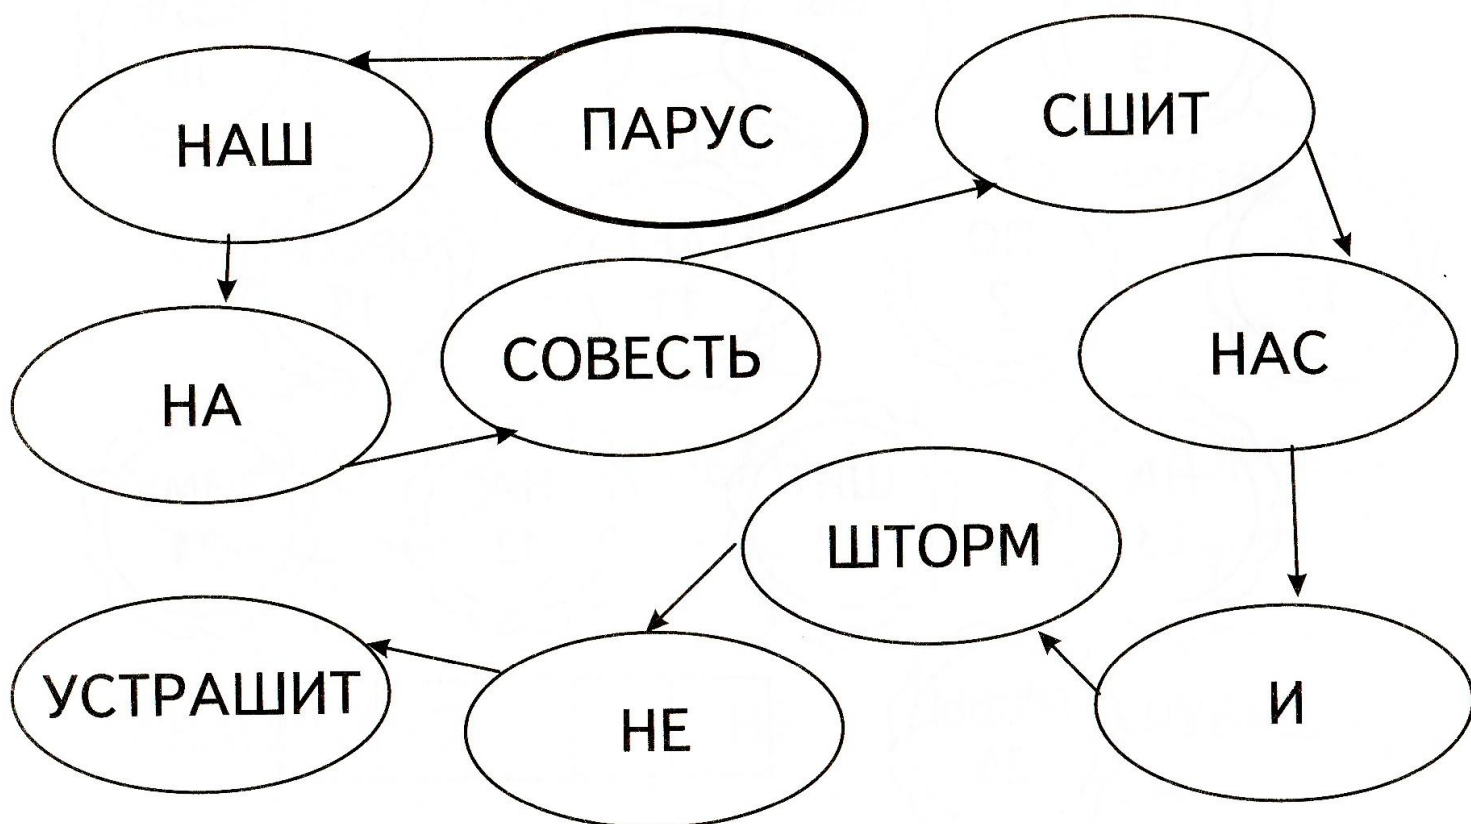 ПАРУС
НАШ
НА
СОВЕСТЬ
СШИТ
НАС
И
ШТОРМ
НЕ
УСТРАШИТ